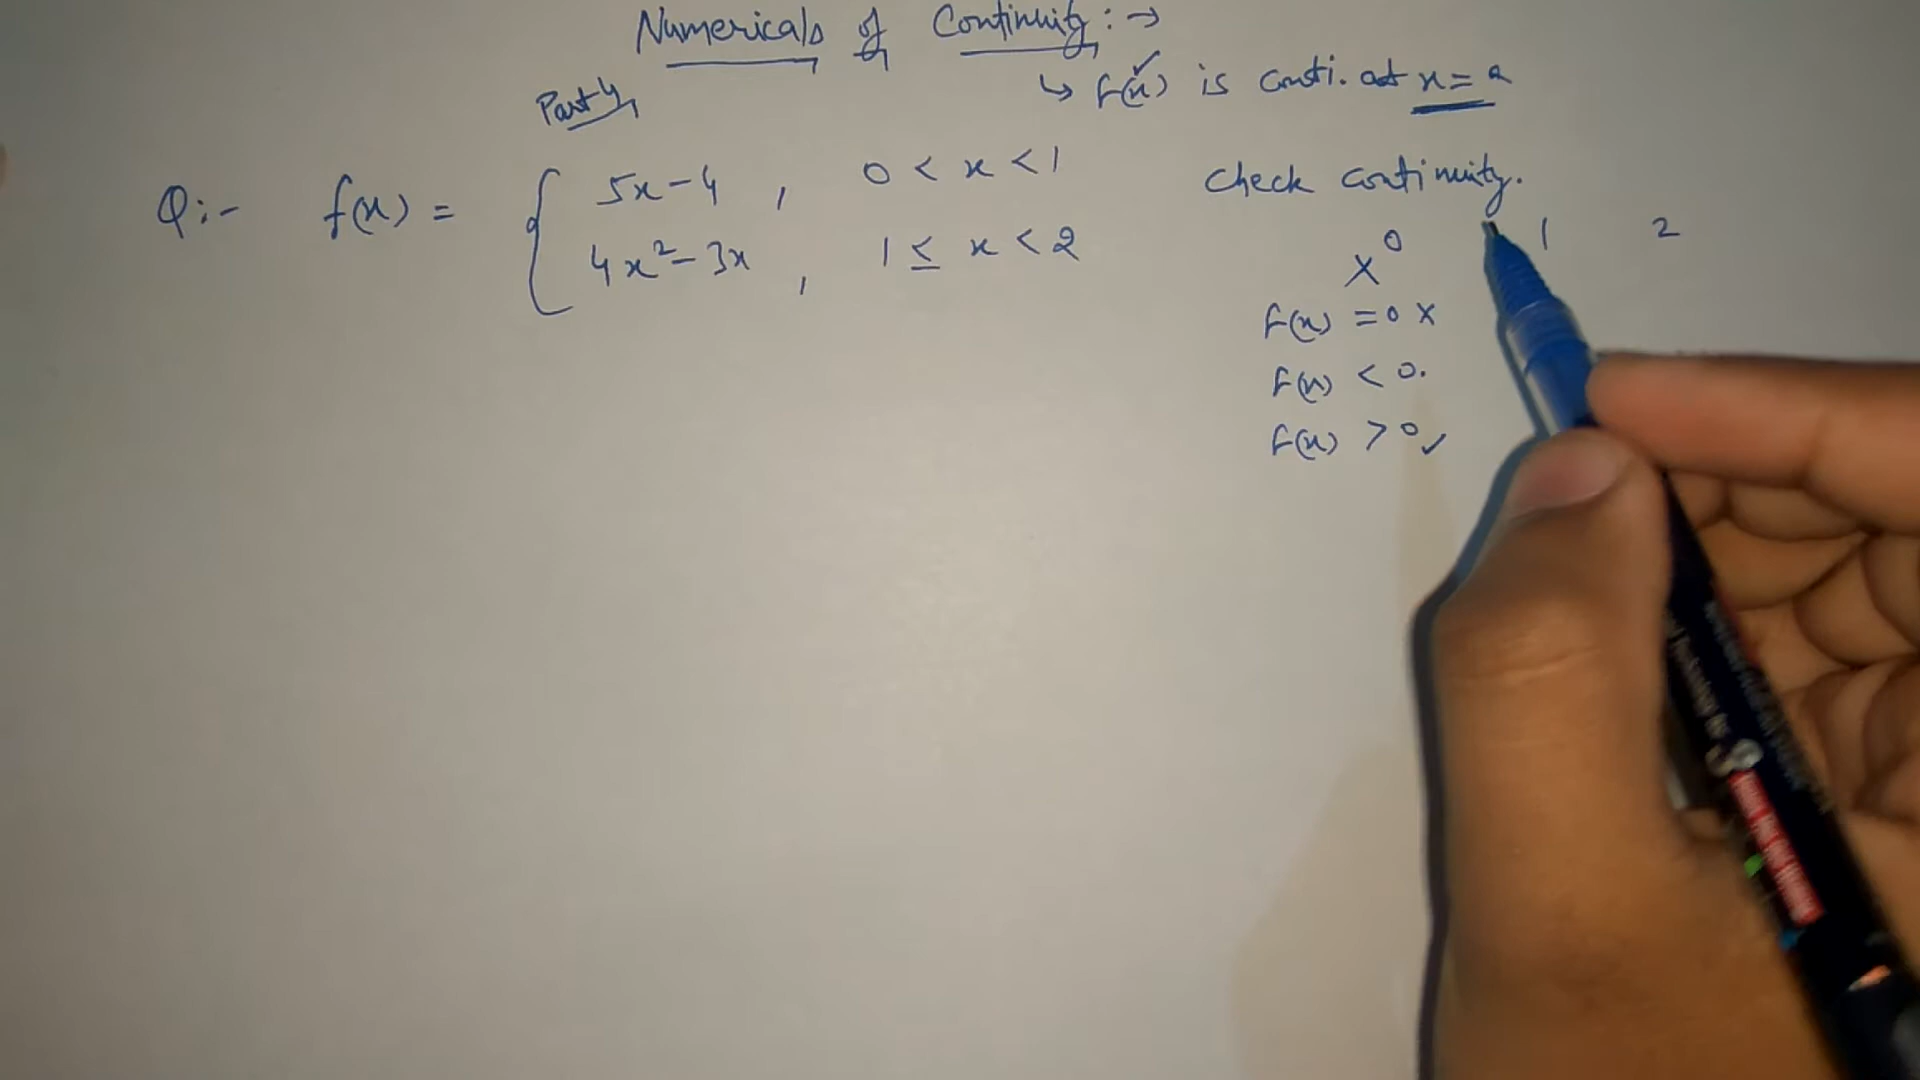 Numericals of Continuity : →
Part 4
↳ f(x) ✓ is conti. at x = a
Q:- f(x) = { 5x-4 , 0 < x < 1
4x²-3x , 1 ≤ x < 2
Check continuity.
0 1 2
×
f(x) = 0 ×
f(x) < 0.
f(x) > 0 ✓